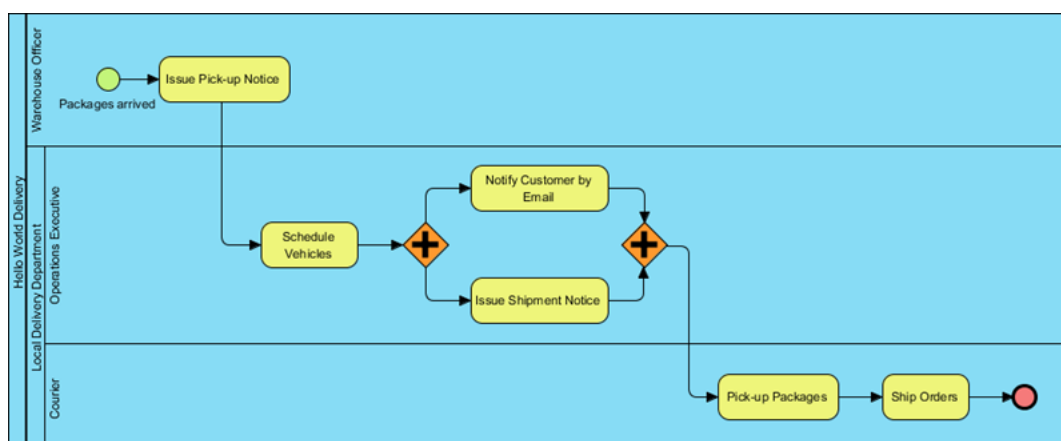 Hello World Delivery
Warehouse Officer
Packages arrived
Issue Pick-up Notice
Local Delivery Department
Operations Executive
Schedule
Vehicles
Notify Customer by
Email
Issue Shipment Notice
Courier
Pick-up Packages
Ship Orders